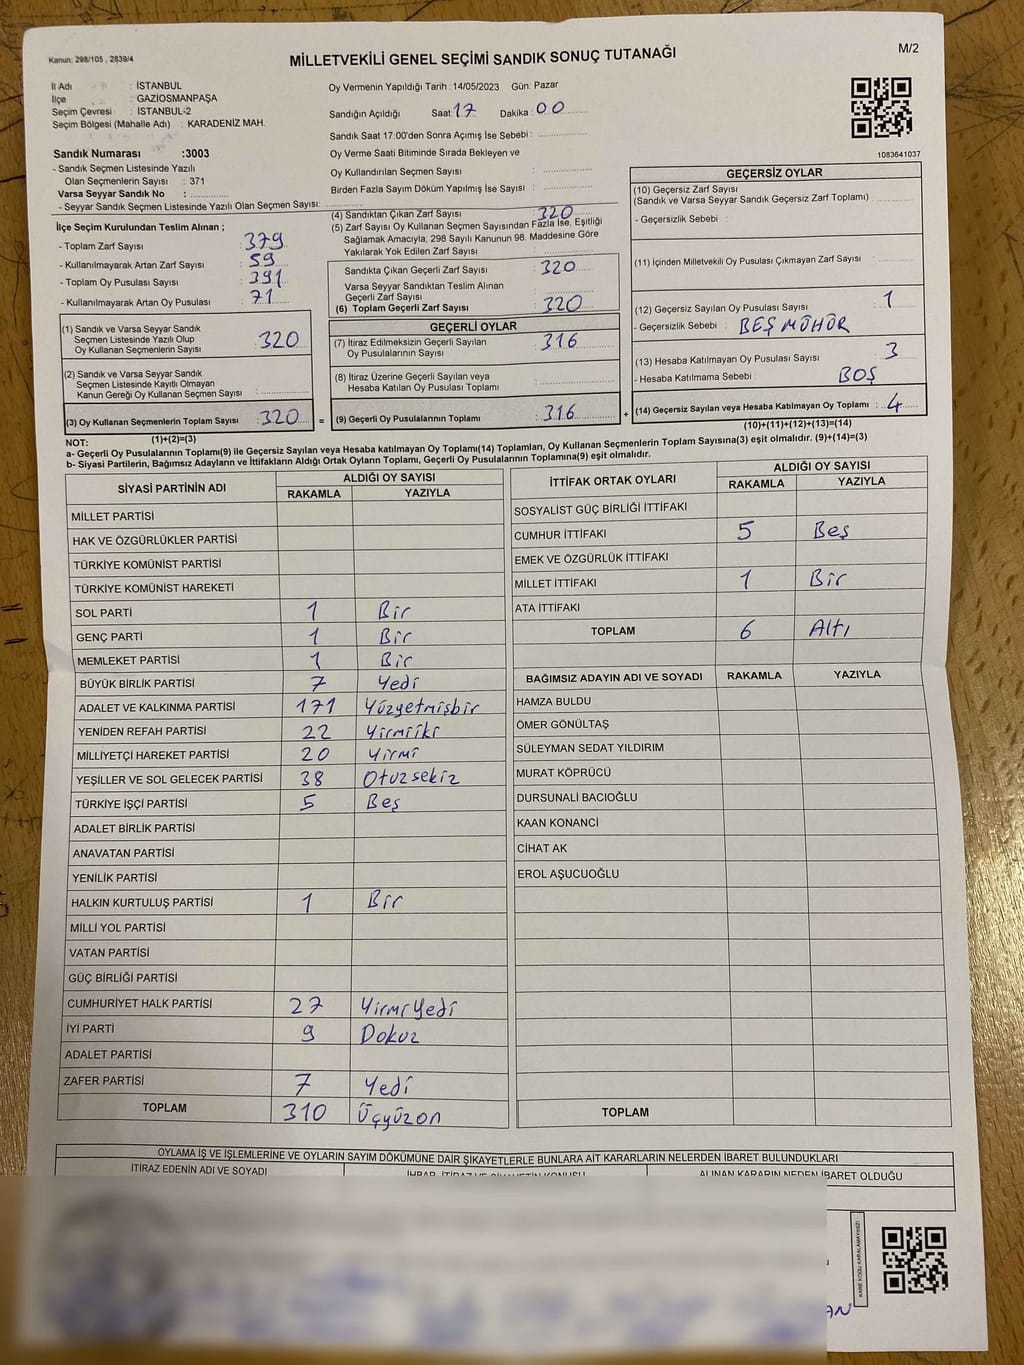 Kanun: 298/105 , 2839/4
MİLLETVEKİLİ GENEL SEÇİMİ SANDIK SONUÇ TUTANAĞI
M/2
İl Adı : İSTANBUL
İlçe : GAZİOSMANPAŞA
Seçim Çevresi : İSTANBUL-2
Seçim Bölgesi (Mahalle Adı) : KARADENİZ MAH.
Sandık Numarası :3003
- Sandık Seçmen Listesinde Yazılı
Olan Seçmenlerin Sayısı : 371
Varsa Seyyar Sandık No :
- Seyyar Sandık Seçmen Listesinde Yazılı Olan Seçmen Sayısı:
Oy Vermenin Yapıldığı Tarih :14/05/2023 Gün: Pazar
Sandığın Açıldığı Saat:17 Dakika:00
Sandık Saat 17:00'den Sonra Açımış İse Sebebi :
Oy Verme Saati Bitiminde Sırada Bekleyen ve
Oy Kullandırılan Seçmen Sayısı :
Birden Fazla Sayım Döküm Yapılmış İse Sayısı :
1083641037
İlçe Seçim Kurulundan Teslim Alınan ;
- Toplam Zarf Sayısı : 379
- Kullanılmayarak Artan Zarf Sayısı : 59
- Toplam Oy Pusulası Sayısı : 391
- Kullanılmayarak Artan Oy Pusulası : 71
(1) Sandık ve Varsa Seyyar Sandık
Seçmen Listesinde Yazılı Olup
Oy Kullanan Seçmenlerin Sayısı : 320
(2) Sandık ve Varsa Seyyar Sandık
Seçmen Listesinde Kayıtlı Olmayan
Kanun Gereği Oy Kullanan Seçmen Sayısı :
(3) Oy Kullanan Seçmenlerin Toplam Sayısı : 320 =
(1)+(2)=(3)
(4) Sandıktan Çıkan Zarf Sayısı : 320
(5) Zarf Sayısı Oy Kullanan Seçmen Sayısından Fazla İse, Eşitliği
Sağlamak Amacıyla, 298 Sayılı Kanunun 98. Maddesine Göre
Yakılarak Yok Edilen Zarf Sayısı :
Sandıkta Çıkan Geçerli Zarf Sayısı : 320
Varsa Seyyar Sandıktan Teslim Alınan
Geçerli Zarf Sayısı :
(6) Toplam Geçerli Zarf Sayısı : 320
GEÇERLİ OYLAR
(7) İtiraz Edilmeksizin Geçerli Sayılan
Oy Pusulalarının Sayısı : 316
(8) İtiraz Üzerine Geçerli Sayılan veya
Hesaba Katılan Oy Pusulası Toplamı :
(9) Geçerli Oy Pusulalarının Toplamı : 316 +
GEÇERSİZ OYLAR
(10) Geçersiz Zarf Sayısı
(Sandık ve Varsa Seyyar Sandık Geçersiz Zarf Toplamı) :
- Geçersizlik Sebebi :
(11) İçinden Milletvekili Oy Pusulası Çıkmayan Zarf Sayısı :
(12) Geçersiz Sayılan Oy Pusulası Sayısı : 1
- Geçersizlik Sebebi : BEŞ MÜHÜR
(13) Hesaba Katılmayan Oy Pusulası Sayısı : 3
- Hesaba Katılmama Sebebi : BOŞ
(14) Geçersiz Sayılan veya Hesaba Katılmayan Oy Toplamı : 4
(10)+(11)+(12)+(13)=(14)
NOT:
a- Geçerli Oy Pusulalarının Toplamı(9) ile Geçersiz Sayılan veya Hesaba katılmayan Oy Toplamı(14) Toplamları, Oy Kullanan Seçmenlerin Toplam Sayısına(3) eşit olmalıdır. (9)+(14)=(3)
b- Siyasi Partilerin, Bağımsız Adayların ve İttifakların Aldığı Ortak Oyların Toplamı, Geçerli Oy Pusulalarının Toplamına(9) eşit olmalıdır.
SİYASİ PARTİNİN ADI ALDIĞI OY SAYISI
RAKAMLA YAZIYLA
MİLLET PARTİSİ
HAK VE ÖZGÜRLÜKLER PARTİSİ
TÜRKİYE KOMÜNİST PARTİSİ
TÜRKİYE KOMÜNİST HAREKETİ
SOL PARTİ 1 Bir
GENÇ PARTİ 1 Bir
MEMLEKET PARTİSİ 1 Bir
BÜYÜK BİRLİK PARTİSİ 7 Yedi
ADALET VE KALKINMA PARTİSİ 171 Yüzyetmişbir
YENİDEN REFAH PARTİSİ 22 Yirmiiki
MİLLİYETÇİ HAREKET PARTİSİ 20 Yirmi
YEŞİLLER VE SOL GELECEK PARTİSİ 38 Otuzsekiz
TÜRKİYE İŞÇİ PARTİSİ 5 Beş
ADALET BİRLİK PARTİSİ
ANAVATAN PARTİSİ
YENİLİK PARTİSİ
HALKIN KURTULUŞ PARTİSİ 1 Bir
MİLLİ YOL PARTİSİ
VATAN PARTİSİ
GÜÇ BİRLİĞİ PARTİSİ
CUMHURİYET HALK PARTİSİ 27 YirmiYedi
İYİ PARTİ 9 Dokuz
ADALET PARTİSİ
ZAFER PARTİSİ 7 Yedi
TOPLAM 310 Üçyüzon
İTTİFAK ORTAK OYLARI ALDIĞI OY SAYISI
RAKAMLA YAZIYLA
SOSYALİST GÜÇ BİRLİĞİ İTTİFAKI
CUMHUR İTTİFAKI 5 Beş
EMEK VE ÖZGÜRLÜK İTTİFAKI
MİLLET İTTİFAKI 1 Bir
ATA İTTİFAKI
TOPLAM 6 Altı
BAĞIMSIZ ADAYIN ADI VE SOYADI RAKAMLA YAZIYLA
HAMZA BULDU
ÖMER GÖNÜLTAŞ
SÜLEYMAN SEDAT YILDIRIM
MURAT KÖPRÜCÜ
DURSUNALİ BACIOĞLU
KAAN KONANCİ
CİHAT AK
EROL AŞUCUOĞLU
TOPLAM
OYLAMA İŞ VE İŞLEMLERİNE VE OYLARIN SAYIM DÖKÜMÜNE DAİR ŞİKAYETLERLE BUNLARA AİT KARARLARIN NELERDEN İBARET BULUNDUKLARI
İTİRAZ EDENİN ADI VE SOYADI İHBAR, İTİRAZ VE ŞİKAYETİN KONUSU ALINAN KARARIN NEDEN İBARET OLDUĞU
KARE KODU KARALAMAYINIZ!
AN